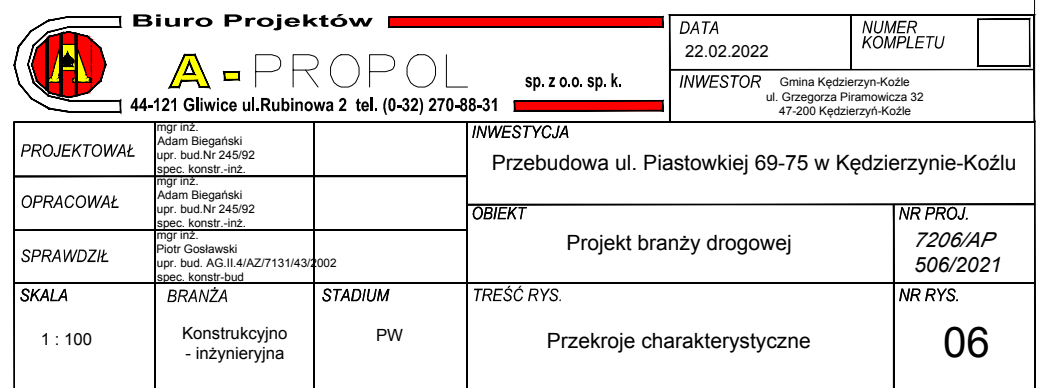 Biuro Projektów
A
A - PROPOL
sp. z o.o. sp. k.
44-121 Gliwice ul.Rubinowa 2 tel. (0-32) 270-88-31
DATA
22.02.2022
NUMER
KOMPLETU
INWESTOR
Gmina Kędzierzyn-Koźle
ul. Grzegorza Piramowicza 32
47-200 Kędzierzyń-Koźle
PROJEKTOWAŁ
mgr inż.
Adam Biegański
upr. bud.Nr 245/92
spec. konstr.-inż.
OPRACOWAŁ
mgr inż.
Adam Biegański
upr. bud.Nr 245/92
spec. konstr.-inż.
SPRAWDZIŁ
mgr inż.
Piotr Gosławski
upr. bud. AG.II.4/AZ/7131/43/2002
spec. konstr-bud
INWESTYCJA
Przebudowa ul. Piastowkiej 69-75 w Kędzierzynie-Koźlu
OBIEKT
Projekt branży drogowej
NR PROJ.
7206/AP
506/2021
SKALA
1 : 100
BRANŻA
Konstrukcyjno
- inżynieryjna
STADIUM
PW
TREŚĆ RYS.
Przekroje charakterystyczne
NR RYS.
06